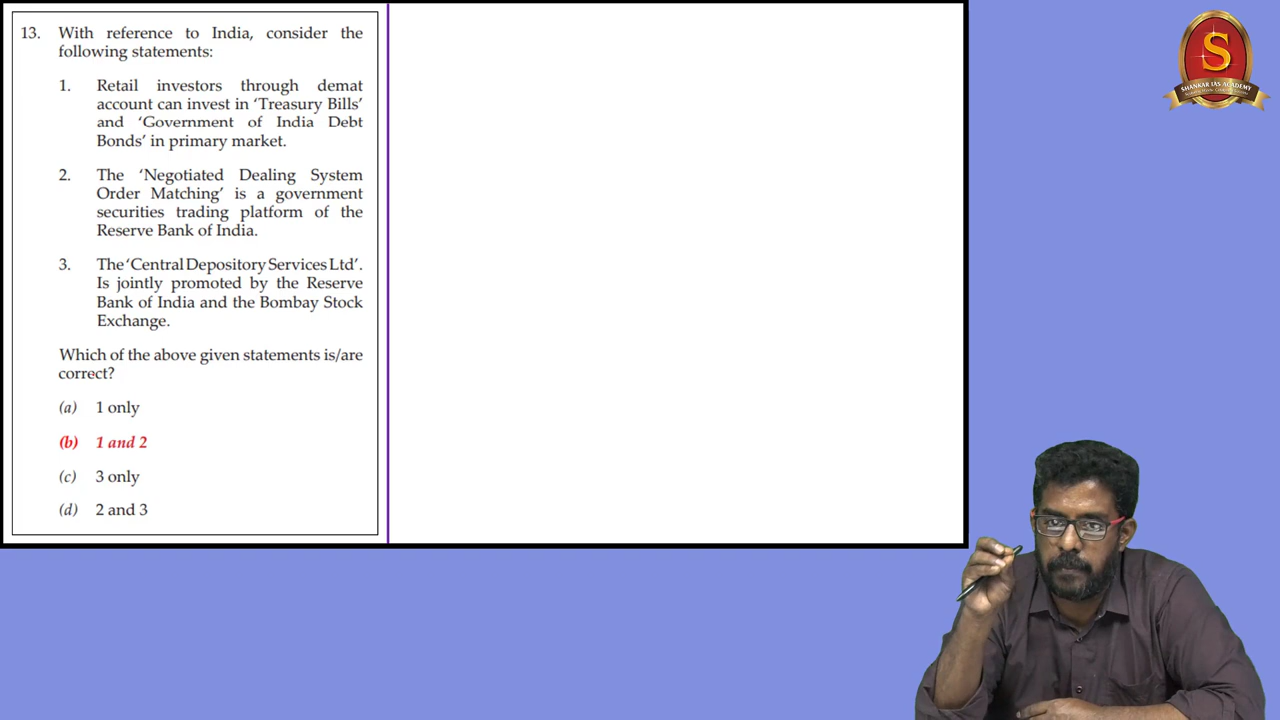 13. With reference to India, consider the
following statements:
1. Retail investors through demat
account can invest in ‘Treasury Bills’
and ‘Government of India Debt
Bonds’ in primary market.
2. The ‘Negotiated Dealing System
Order Matching’ is a government
securities trading platform of the
Reserve Bank of India.
3. The ‘Central Depository Services Ltd’.
Is jointly promoted by the Reserve
Bank of India and the Bombay Stock
Exchange.
Which of the above given statements is/are
correct?
(a) 1 only
(b) 1 and 2
(c) 3 only
(d) 2 and 3
S
SHANKAR IAS ACADEMY